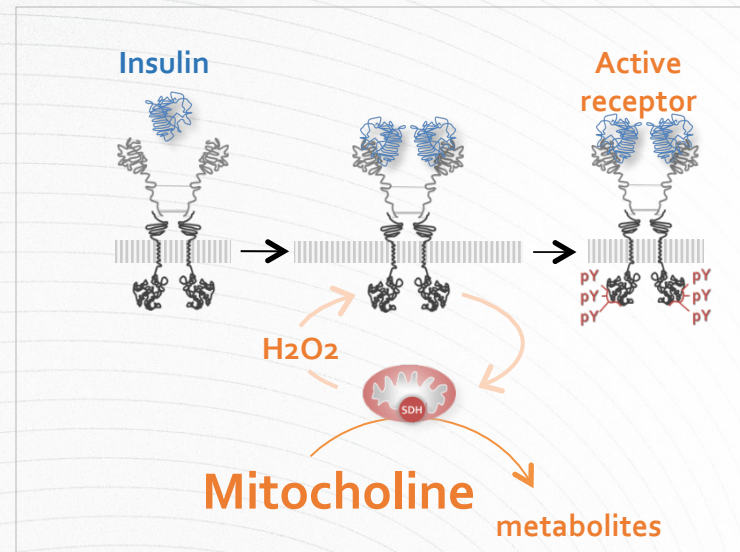 Insulin
Active
receptor
pY pY
pY pY
pY pY
H2O2
SDH
Mitocholine
metabolites